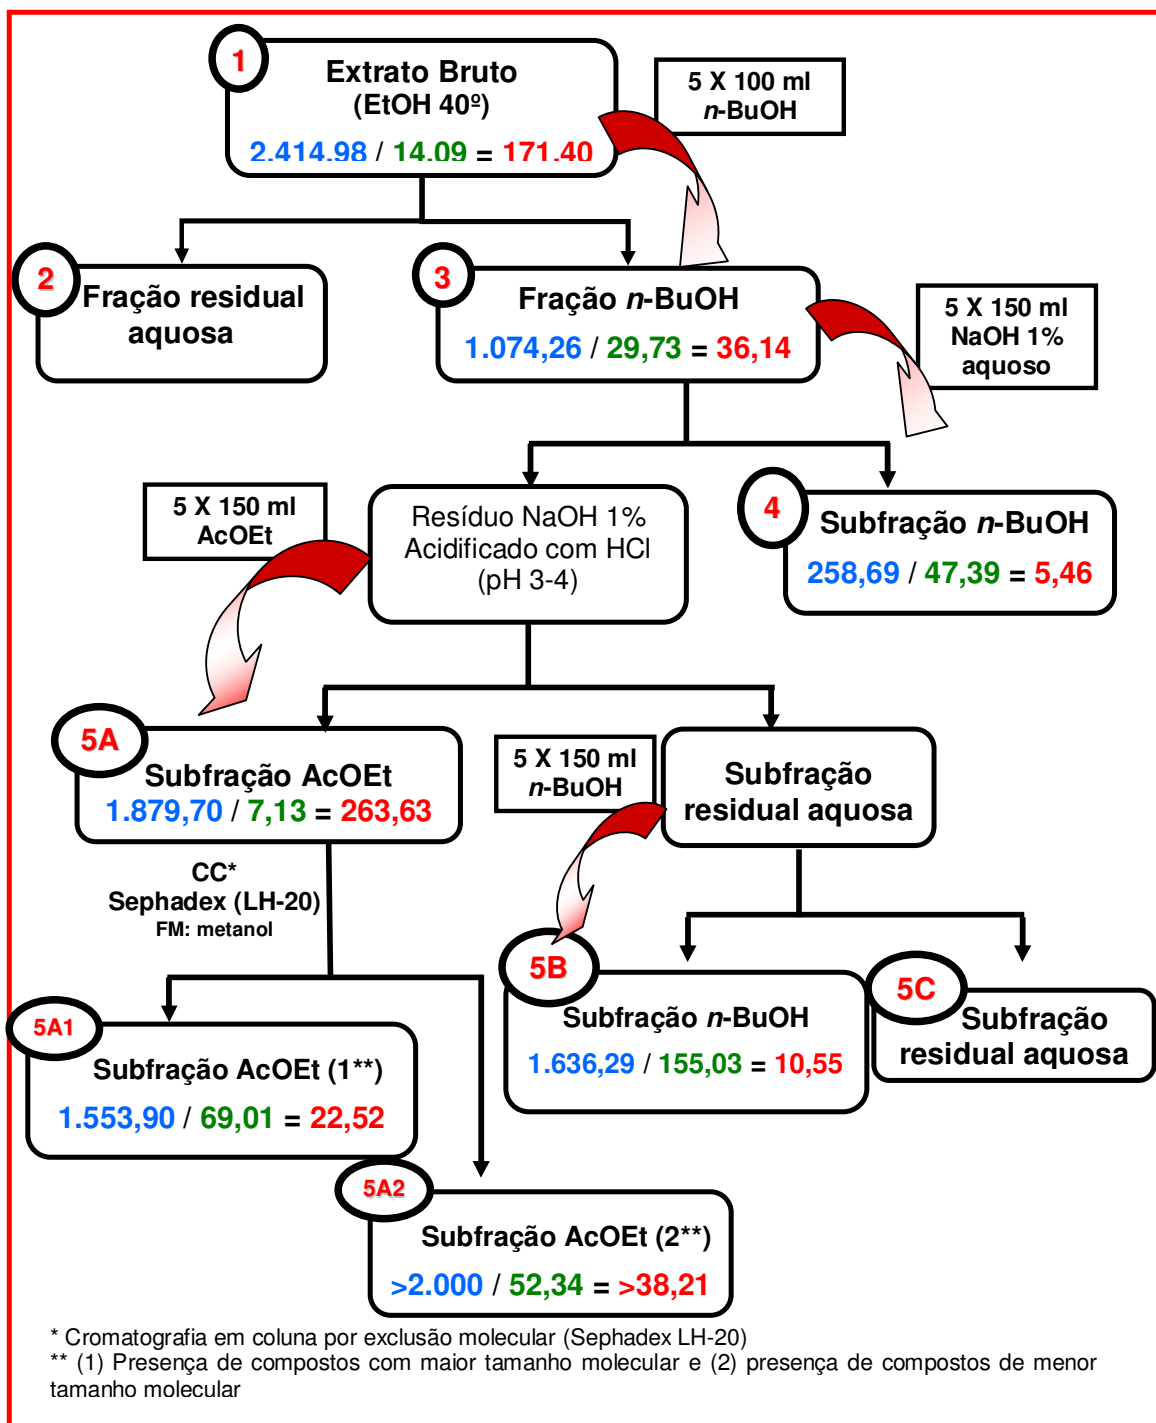 1
Extrato Bruto
(EtOH 40º)
2.414,98 / 14,09 = 171,40
5 X 100 ml
n-BuOH
2
Fração residual
aquosa
3
Fração n-BuOH
1.074,26 / 29,73 = 36,14
5 X 150 ml
NaOH 1%
aquoso
5 X 150 ml
AcOEt
Resíduo NaOH 1%
Acidificado com HCl
(pH 3-4)
4
Subfração n-BuOH
258,69 / 47,39 = 5,46
5A
Subfração AcOEt
1.879,70 / 7,13 = 263,63
5 X 150 ml
n-BuOH
Subfração
residual aquosa
CC*
Sephadex (LH-20)
FM: metanol
5B
Subfração n-BuOH
1.636,29 / 155,03 = 10,55
5C
Subfração
residual aquosa
5A1
Subfração AcOEt (1**)
1.553,90 / 69,01 = 22,52
5A2
Subfração AcOEt (2**)
>2.000 / 52,34 = >38,21
* Cromatografia em coluna por exclusão molecular (Sephadex LH-20)
** (1) Presença de compostos com maior tamanho molecular e (2) presença de compostos de menor
tamanho molecular